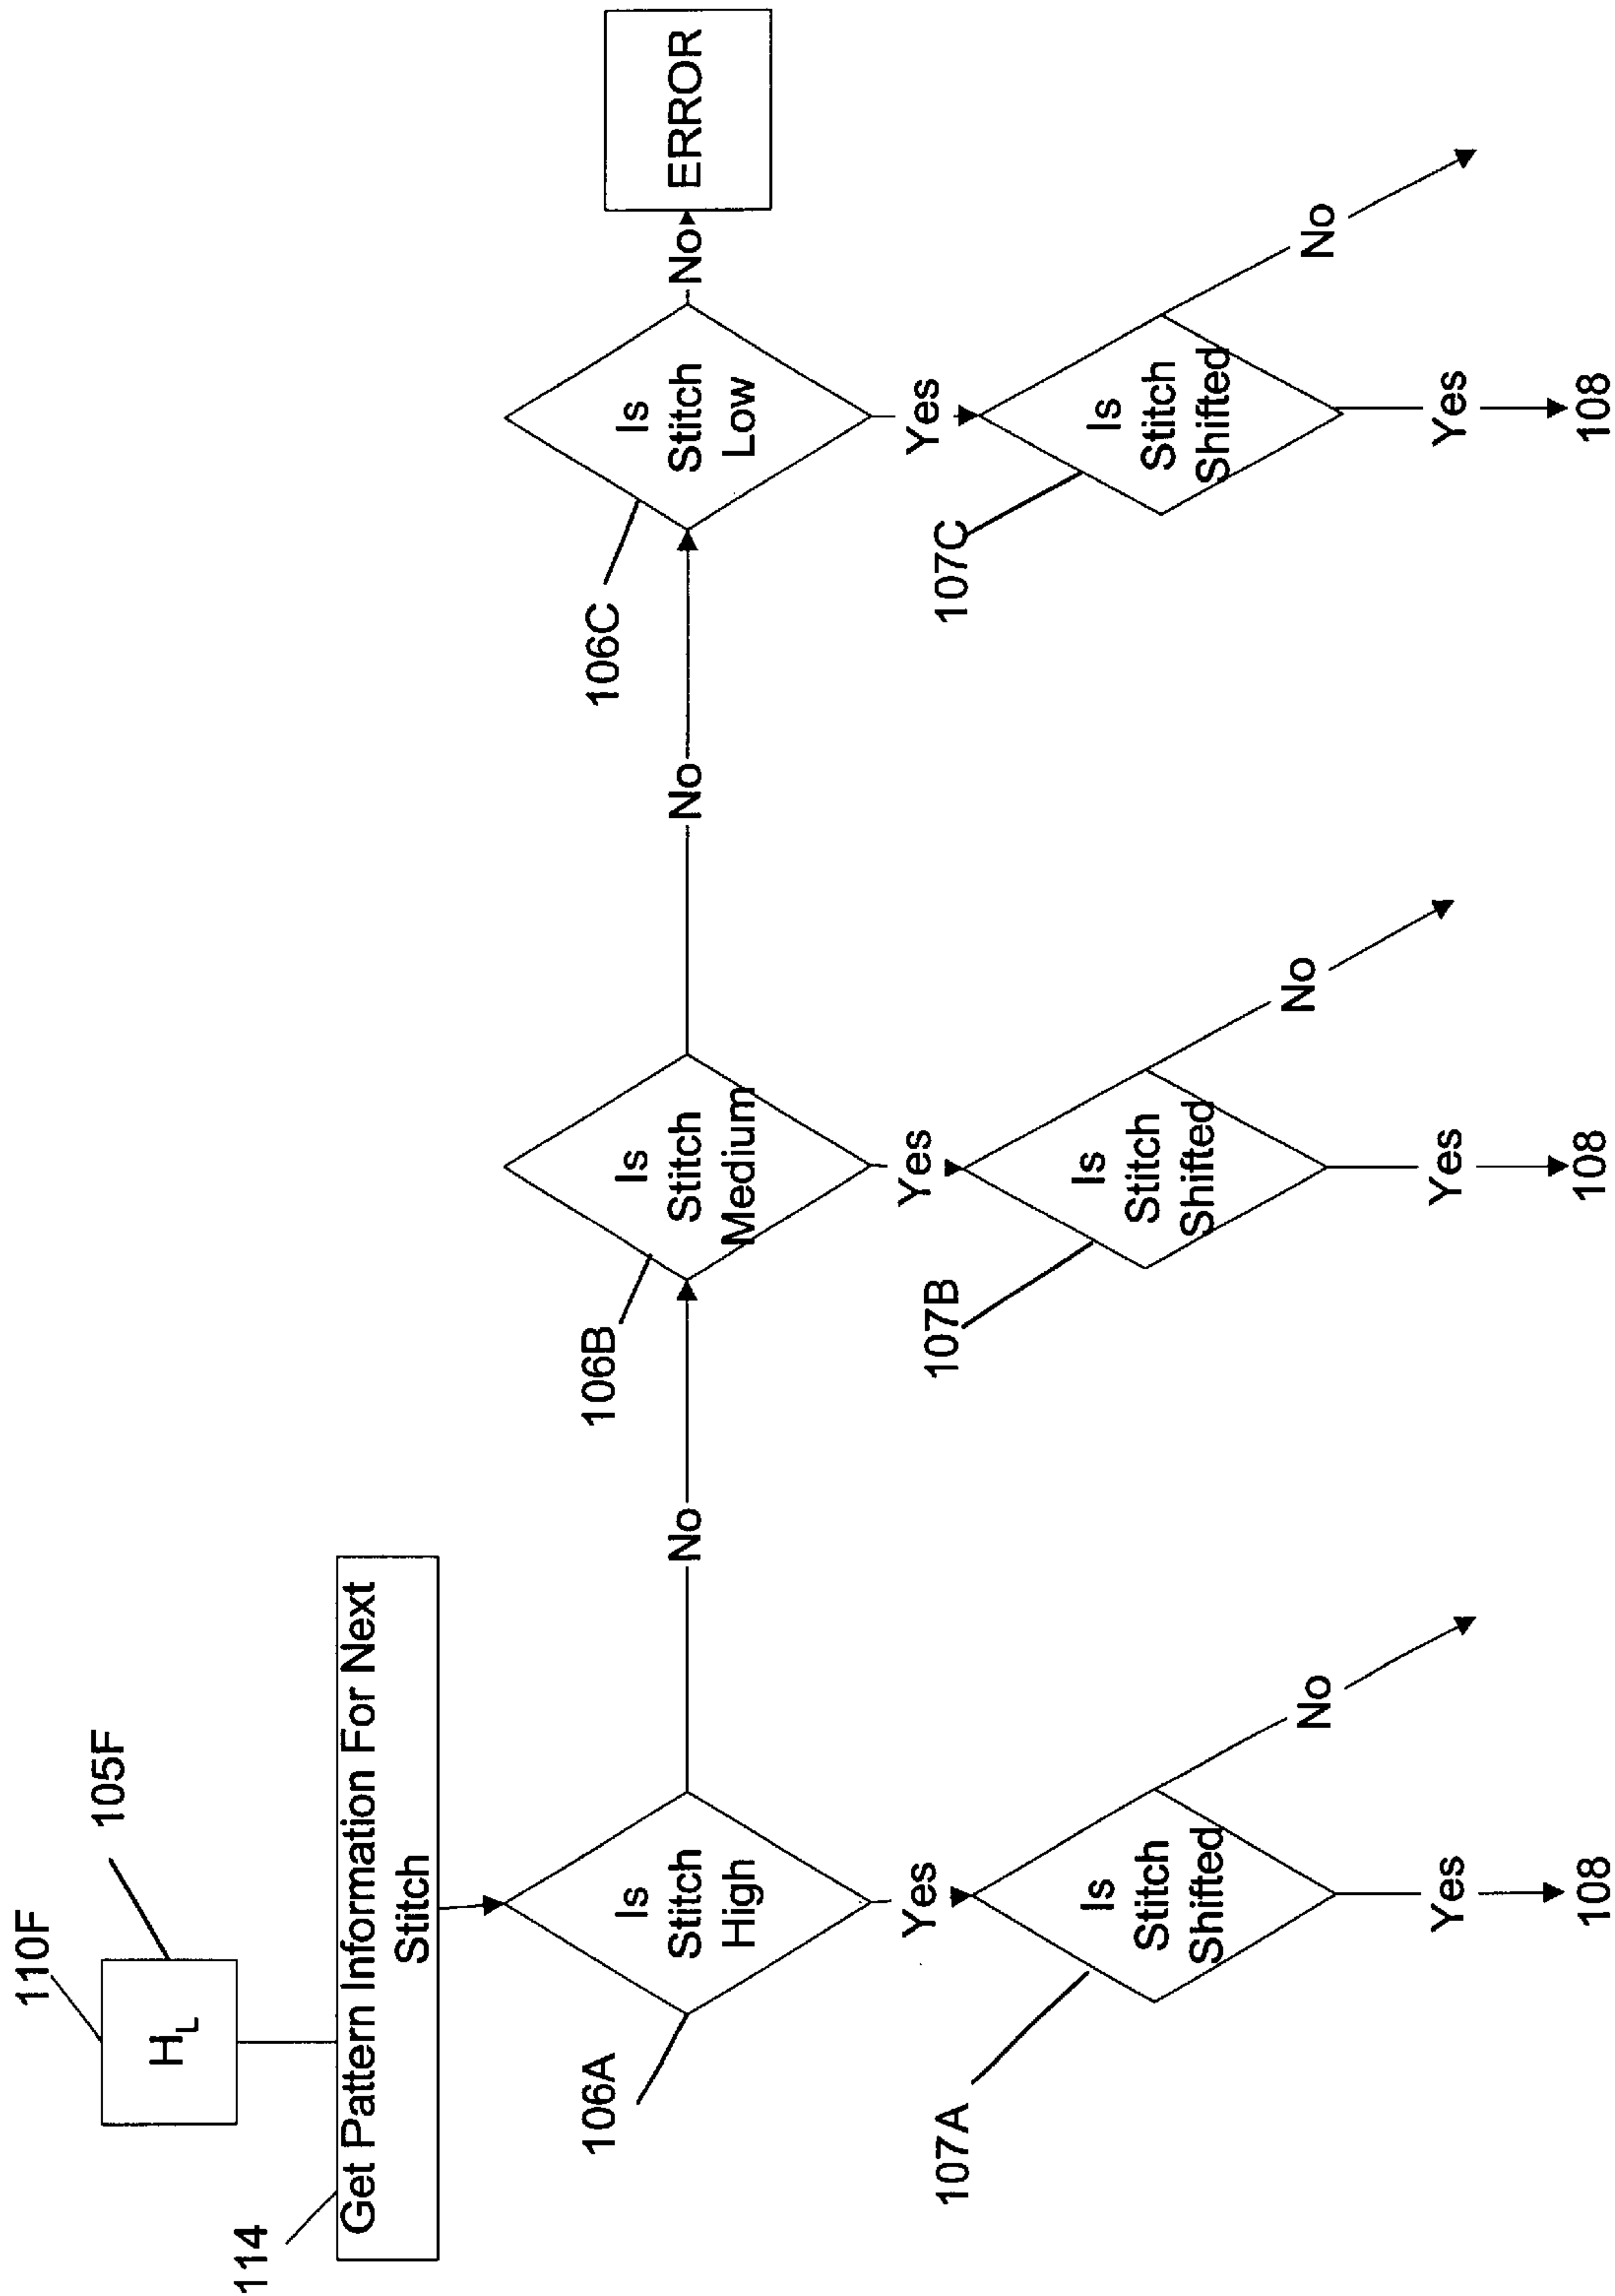 110F
105F
HL
114
Get Pattern Information For Next
Stitch
106A
Is
Stitch
High
No
106B
Is
Stitch
Medium
No
106C
Is
Stitch
Low
No
ERROR
Yes
107A
Is
Stitch
Shifted
No
Yes
108
Yes
107B
Is
Stitch
Shifted
No
Yes
108
Yes
107C
Is
Stitch
Shifted
No
Yes
108